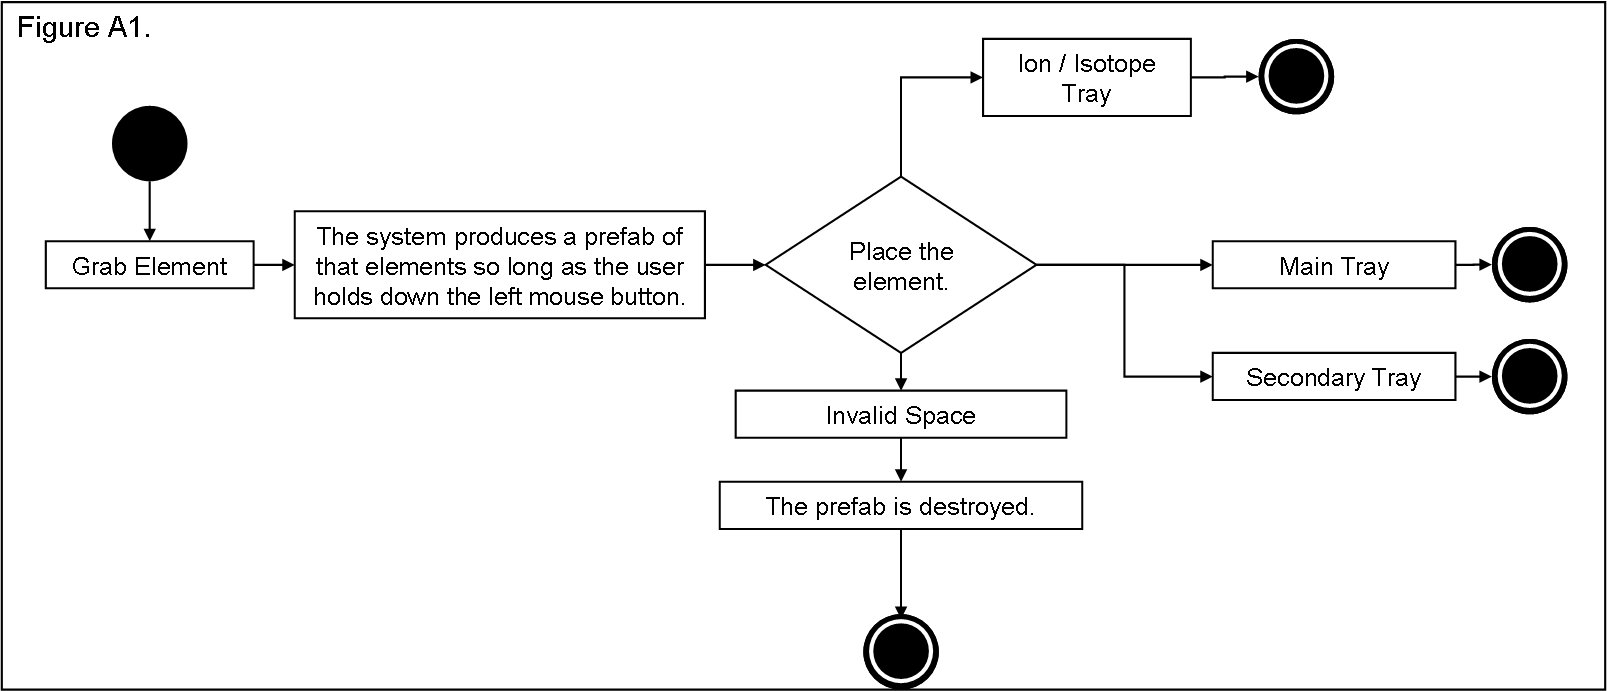 Figure A1.
Ion / Isotope
Tray
Grab Element
The system produces a prefab of
that elements so long as the user
holds down the left mouse button.
Place the
element.
Main Tray
Secondary Tray
Invalid Space
The prefab is destroyed.